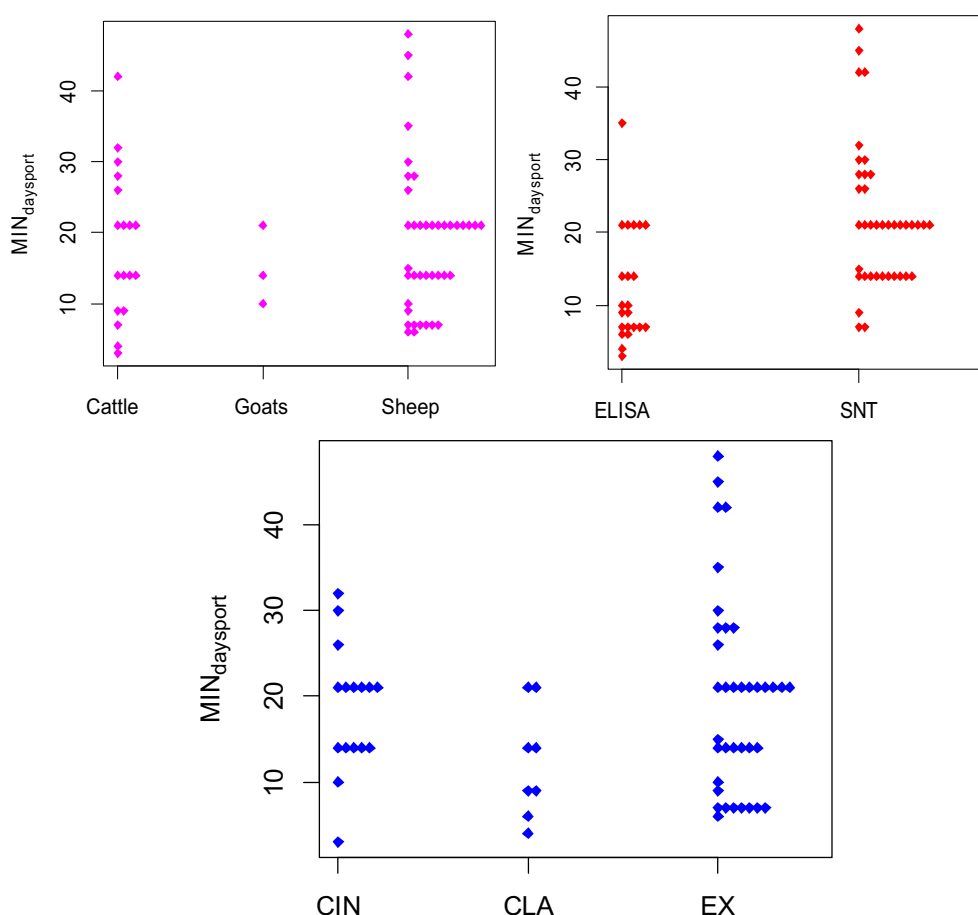 MINdaysport
10
20
30
40
Cattle
Goats
Sheep
MINdaysport
10
20
30
40
ELISA
SNT
MINdaysport
10
20
30
40
CIN
CLA
EX